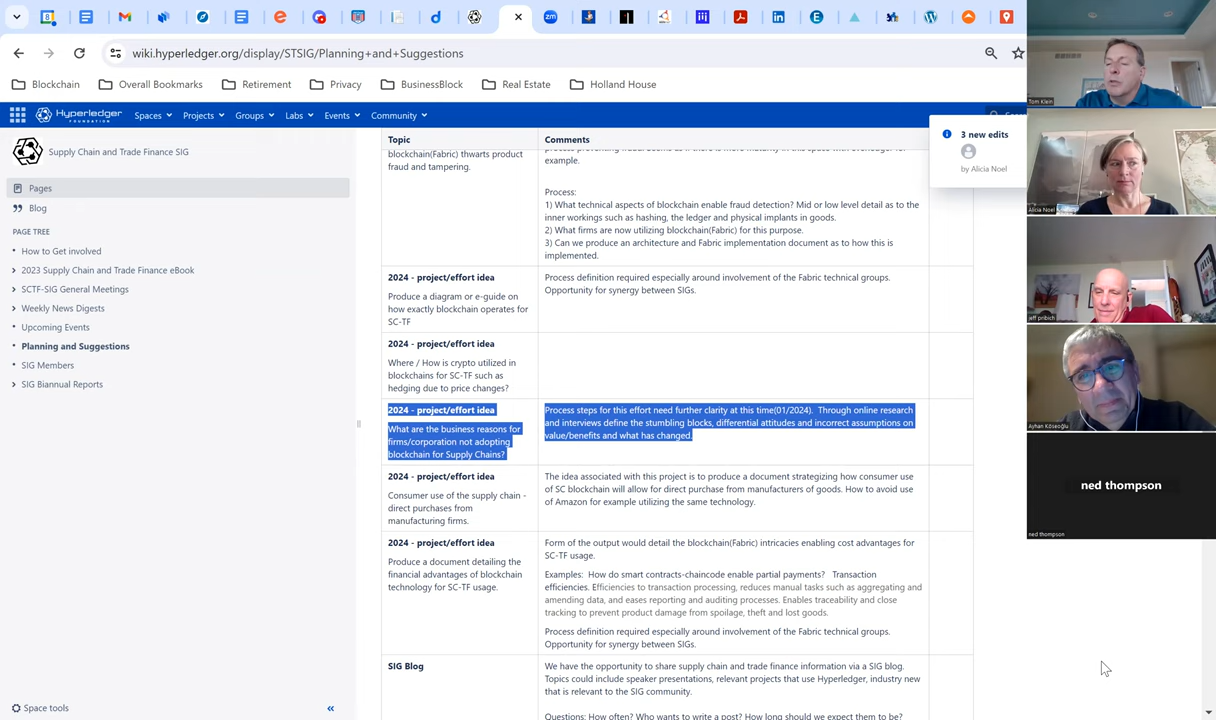 wiki.hyperledger.org/display/STSIG/Planning+and+Suggestions
Blockchain
Overall Bookmarks
Retirement
Privacy
BusinessBlock
Real Estate
Holland House
HYPERLEDGER
FOUNDATION
Spaces
Projects
Groups
Labs
Events
Community
Supply Chain and Trade Finance SIG
Pages
Blog
PAGE TREE
How to Get involved
2023 Supply Chain and Trade Finance eBook
SCTF-SIG General Meetings
Weekly News Digests
Upcoming Events
Planning and Suggestions
SIG Members
SIG Biannual Reports
Space tools
Topic
Comments
blockchain(Fabric) thwarts product
fraud and tampering.
example.
Process:
1) What technical aspects of blockchain enable fraud detection? Mid or low level detail as to the
inner workings such as hashing, the ledger and physical implants in goods.
2) What firms are now utilizing blockchain(Fabric) for this purpose.
3) Can we produce an architecture and Fabric implementation document as to how this is
implemented.
2024 - project/effort idea
Produce a diagram or e-guide on
how exactly blockchain operates for
SC-TF
Process definition required especially around involvement of the Fabric technical groups.
Opportunity for synergy between SIGs.
2024 - project/effort idea
Where / How is crypto utilized in
blockchains for SC-TF such as
hedging due to price changes?
2024 - project/effort idea
What are the business reasons for
firms/corporation not adopting
blockchain for Supply Chains?
Process steps for this effort need further clarity at this time(01/2024).  Through online research
and interviews define the stumbling blocks, differential attitudes and incorrect assumptions on
value/benefits and what has changed.
2024 - project/effort idea
Consumer use of the supply chain -
direct purchases from
manufacturing firms.
The idea associated with this project is to produce a document strategizing how consumer use
of SC blockchain will allow for direct purchase from manufacturers of goods. How to avoid use
of Amazon for example utilizing the same technology.
2024 - project/effort idea
Produce a document detailing the
financial advantages of blockchain
technology for SC-TF usage.
Form of the output would detail the blockchain(Fabric) intricacies enabling cost advantages for
SC-TF usage.
Examples:  How do smart contracts-chaincode enable partial payments?   Transaction
efficiencies. Efficiencies to transaction processing, reduces manual tasks such as aggregating and
amending data, and eases reporting and auditing processes. Enables traceability and close
tracking to prevent product damage from spoilage, theft and lost goods.
Process definition required especially around involvement of the Fabric technical groups.
Opportunity for synergy between SIGs.
SIG Blog
We have the opportunity to share supply chain and trade finance information via a SIG blog.
Topics could include speaker presentations, relevant projects that use Hyperledger, industry new
that is relevant to the SIG community.
Questions: How often? Who wants to write a post? How long should we expect them to be?
3 new edits
by Alicia Noel
Tom Klein
Alicia Noel
jeff pribich
Ayhan Köseoğlu
ned thompson
ned thompson